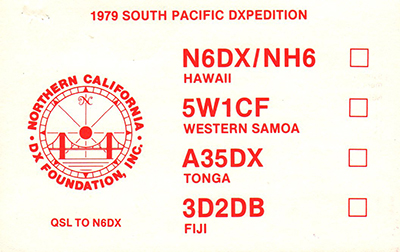 1979 SOUTH PACIFIC DXPEDITION
N6DX/NH6
HAWAII
5W1CF
WESTERN SAMOA
A35DX
TONGA
3D2DB
FIJI
• NORTHERN CALIFORNIA •
DX FOUNDATION, INC.
N
QSL TO N6DX